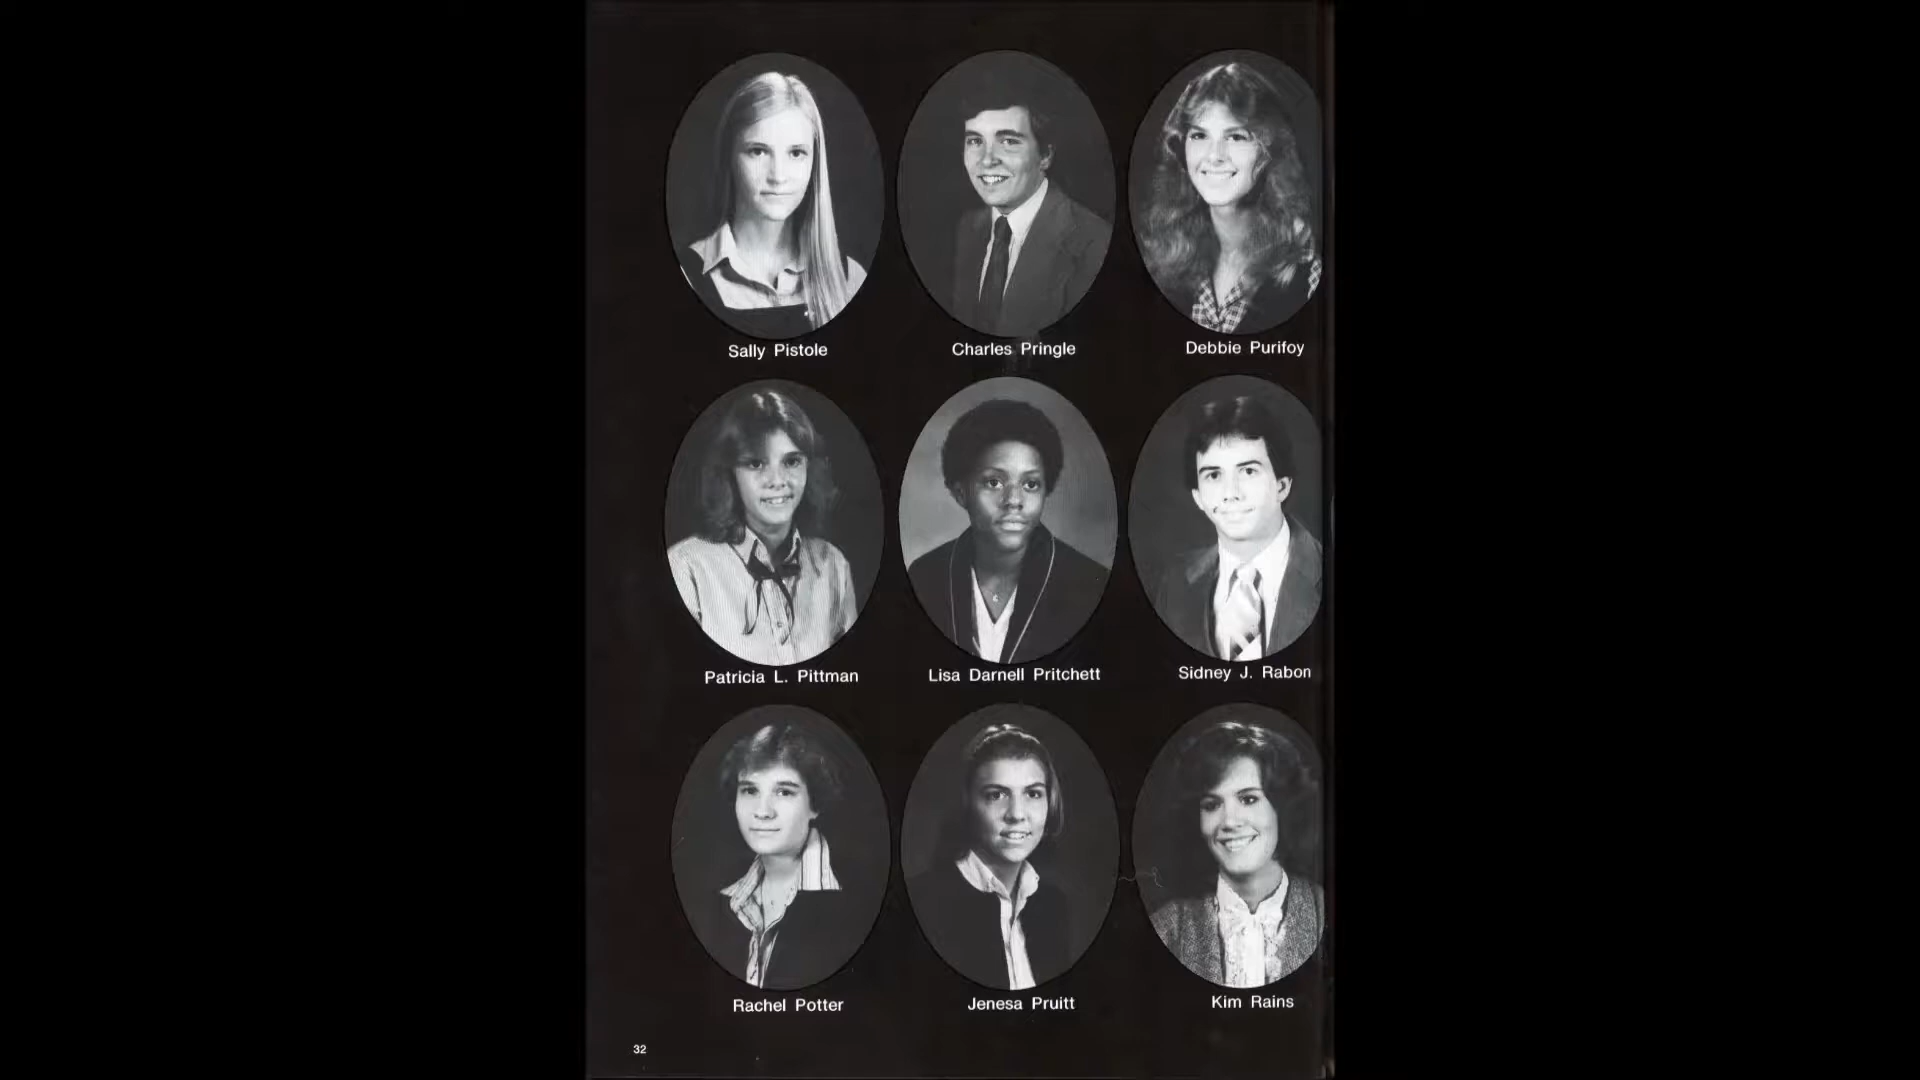 Sally Pistole
Charles Pringle
Debbie Purifoy
Patricia L. Pittman
Lisa Darnell Pritchett
Sidney J. Rabon
Rachel Potter
Jenesa Pruitt
Kim Rains
32